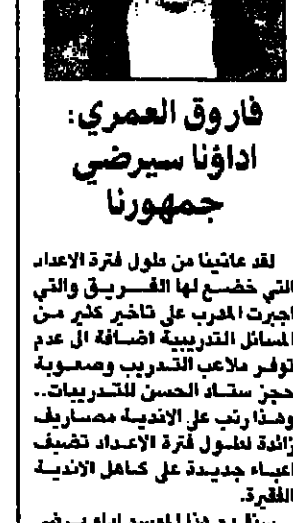 فاروق العمري:
اداؤنا سيرضي
جمهورنا
لقد عانينا من طول فترة الاعداد
التي خضع لها الفريق والتي
اجبرت المدرب على تاخير كثير من
المسائل التدريبية اضافة الى عدم
توفر ملاعب التدريب وصعوبة
حجز ستاد الحسن للتدريبات..
وهذا رتب على الاندية مصاريف
زائدة لطول فترة الاعداد تضيف
اعباء جديدة على كاهل الاندية
الفقيرة.
هذا الموسم